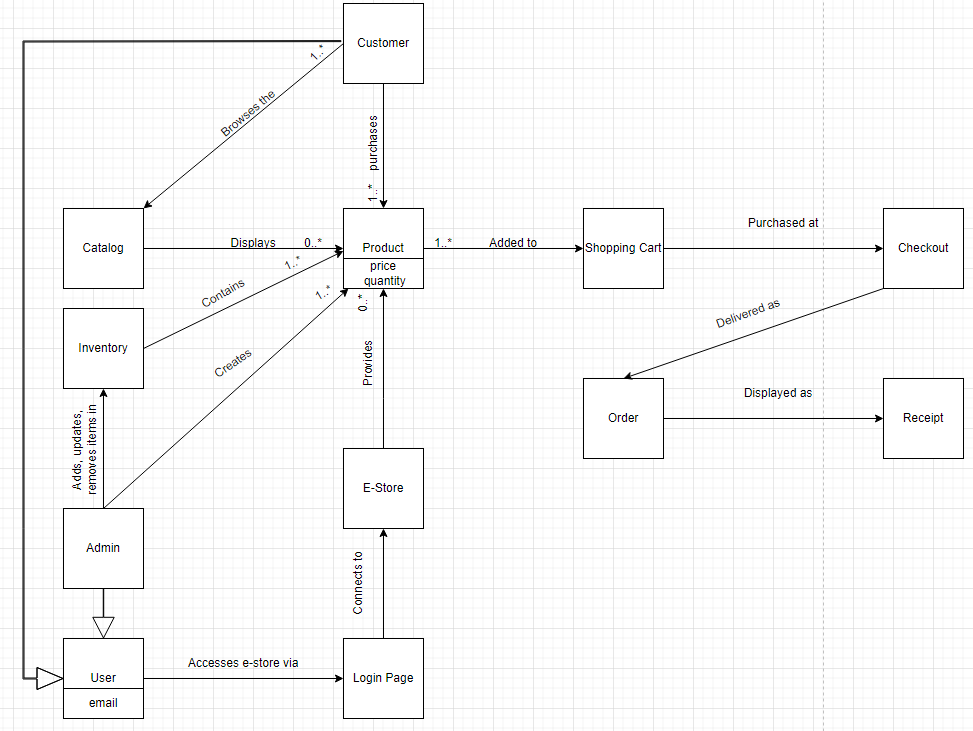 Customer
1..*
Browses the
purchases
1..*
Catalog
Displays
0..*
Product
price
quantity
1..*
Added to
Shopping Cart
Purchased at
Checkout
Contains
1..*
Creates
1..*
0..*
Provides
Delivered as
Inventory
Adds, updates,
removes items in
Order
Displayed as
Receipt
E-Store
Admin
Connects to
User
email
Accesses e-store via
Login Page